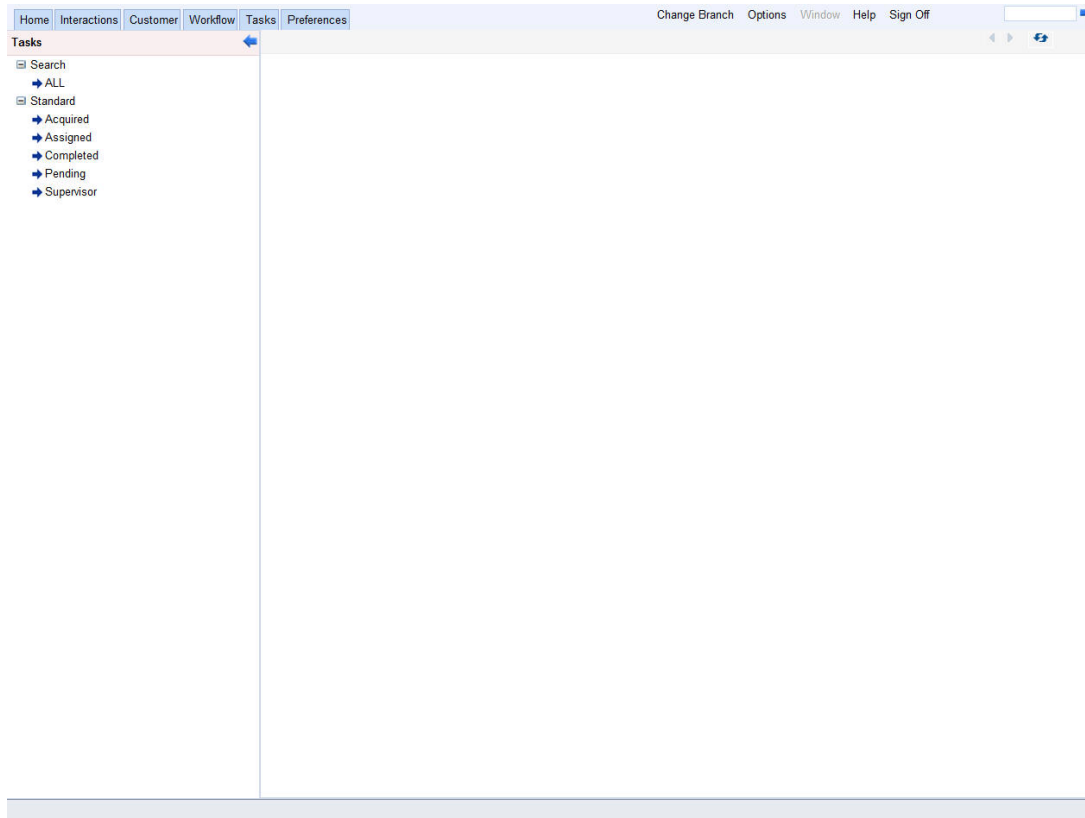 Home Interactions Customer Workflow Tasks Preferences Change Branch Options Window Help Sign Off
Tasks
Search
ALL
Standard
Acquired
Assigned
Completed
Pending
Supervisor